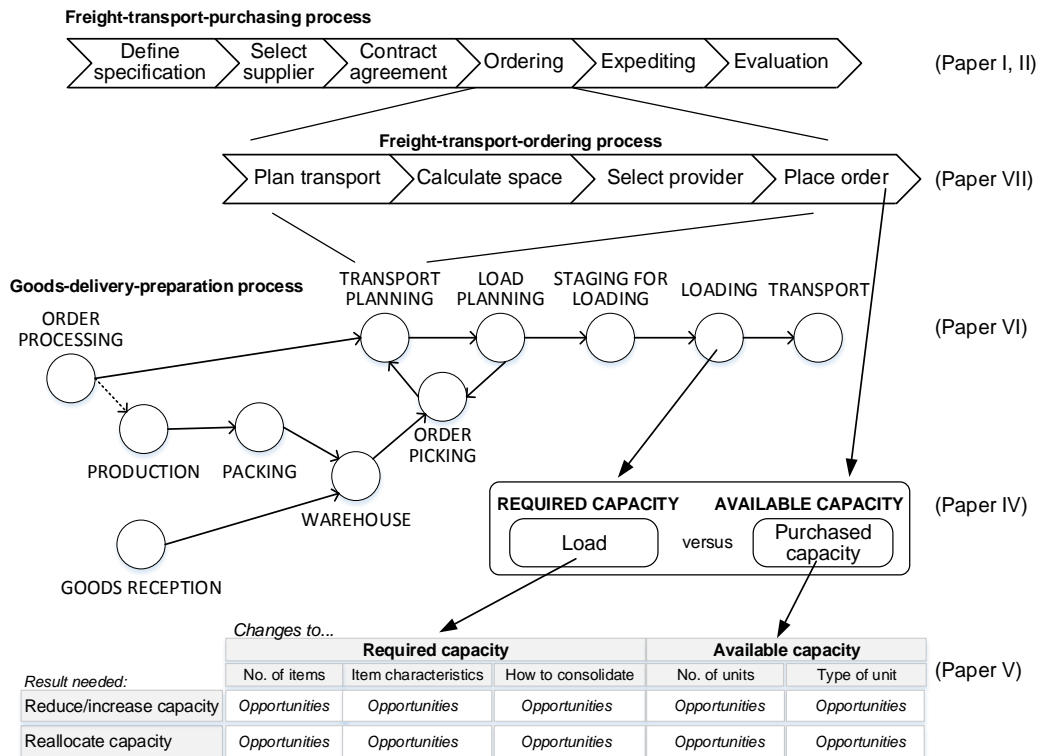 Freight-transport-purchasing process
Define specification
Select supplier
Contract agreement
Ordering
Expediting
Evaluation
(Paper I, II)
Freight-transport-ordering process
Plan transport
Calculate space
Select provider
Place order
(Paper VII)
Goods-delivery-preparation process
TRANSPORT PLANNING
LOAD PLANNING
STAGING FOR LOADING
LOADING
TRANSPORT
(Paper VI)
ORDER PROCESSING
PRODUCTION
PACKING
ORDER PICKING
WAREHOUSE
GOODS RECEPTION
REQUIRED CAPACITY
AVAILABLE CAPACITY
Load
versus
Purchased capacity
(Paper IV)
Changes to...
Required capacity
Available capacity
(Paper V)
Result needed:
No. of items
Item characteristics
How to consolidate
No. of units
Type of unit
Reduce/increase capacity
Opportunities
Opportunities
Opportunities
Opportunities
Opportunities
Reallocate capacity
Opportunities
Opportunities
Opportunities
Opportunities
Opportunities